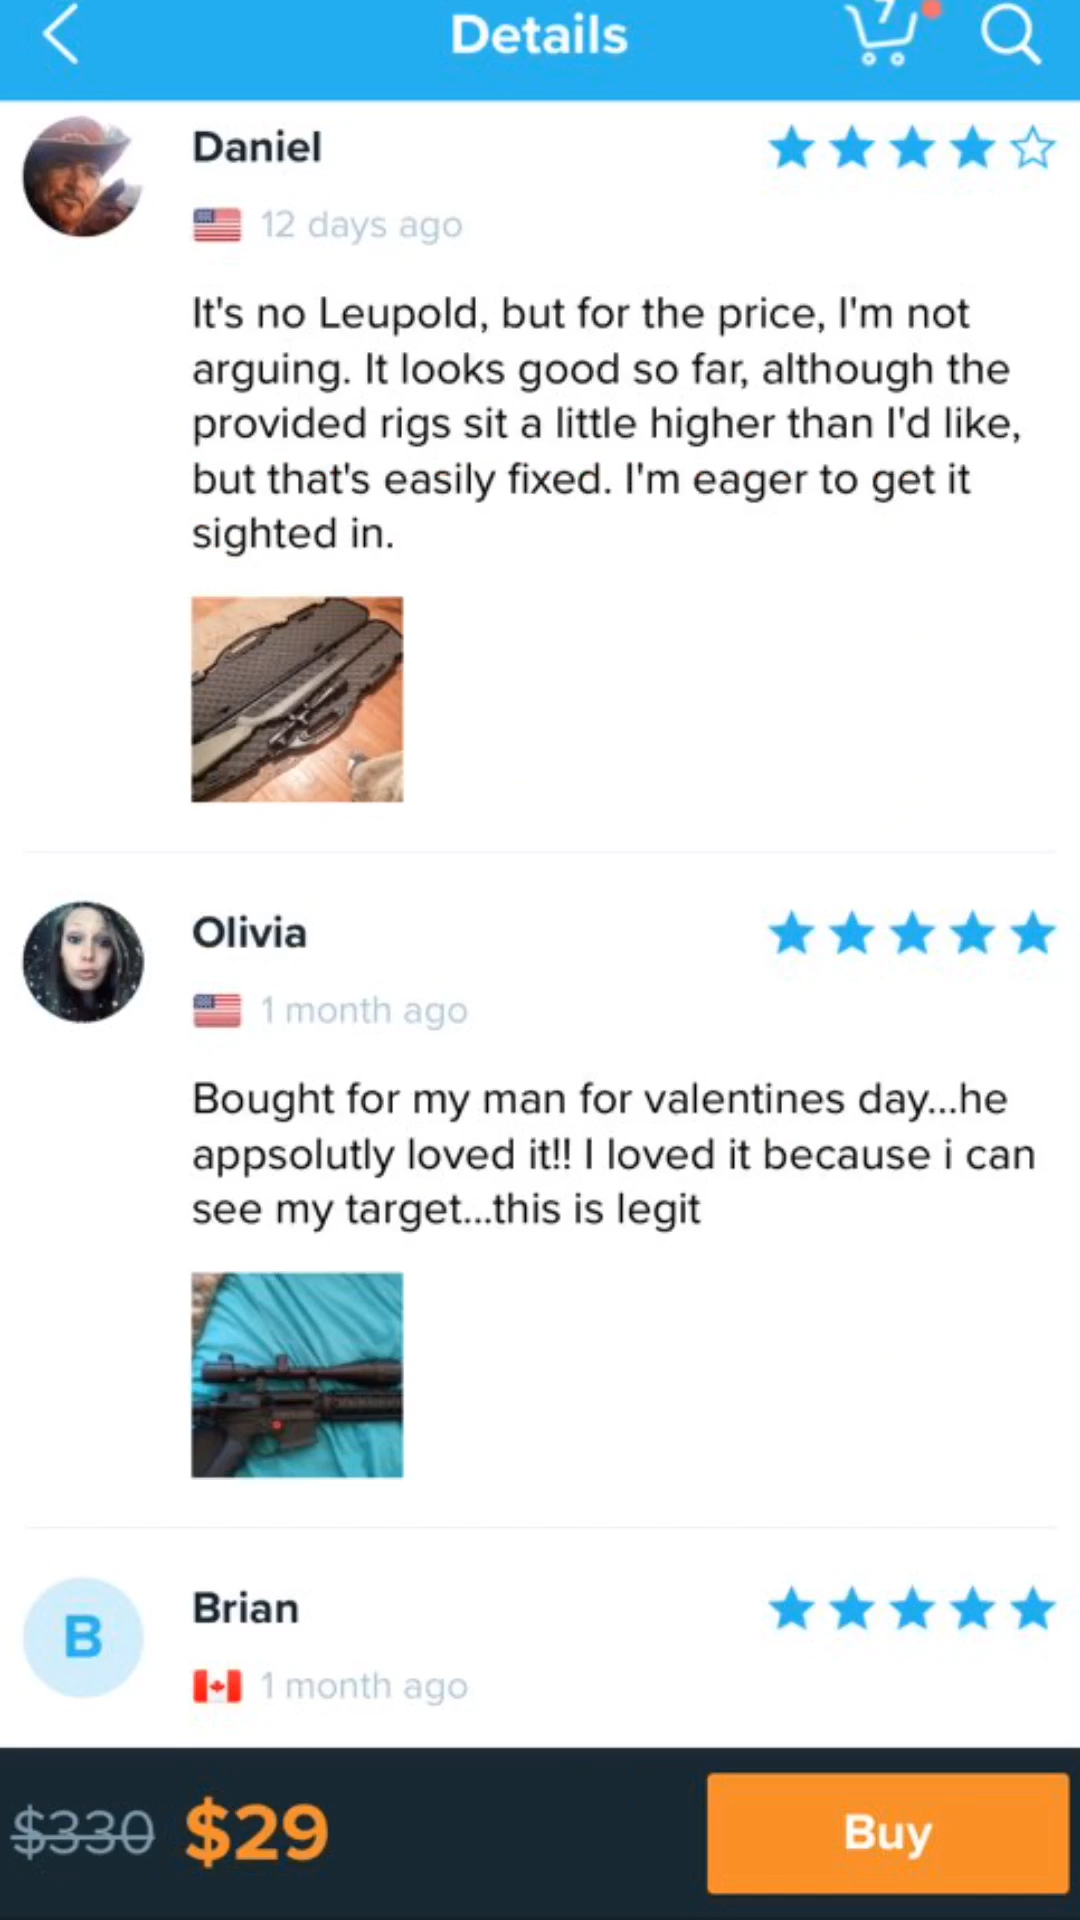 Details
7
Daniel
12 days ago
It's no Leupold, but for the price, I'm not
arguing. It looks good so far, although the
provided rigs sit a little higher than I'd like,
but that's easily fixed. I'm eager to get it
sighted in.
Olivia
1 month ago
Bought for my man for valentines day...he
appsolutly loved it!! I loved it because i can
see my target...this is legit
B
Brian
1 month ago
$330 $29
Buy